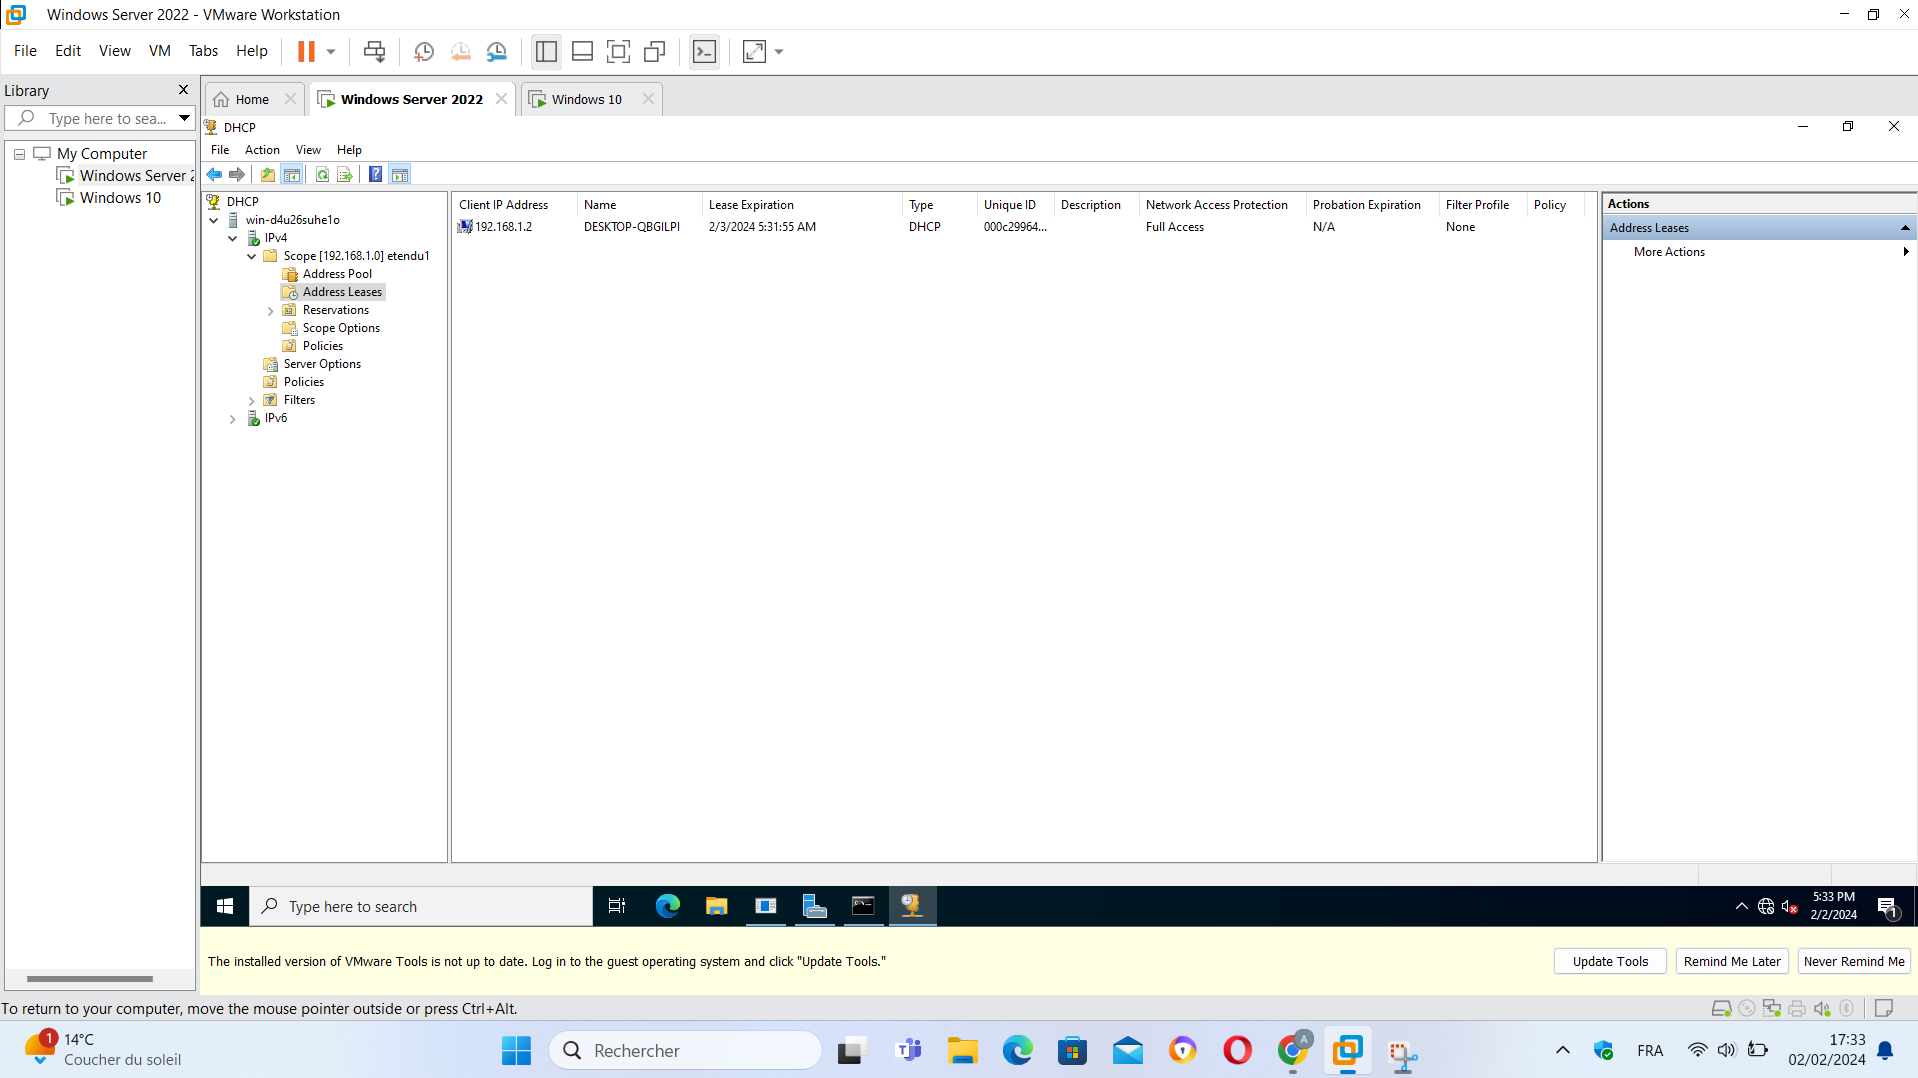 Windows Server 2022 - VMware Workstation
File Edit View VM Tabs Help
Library
Type here to sea...
My Computer
Windows Server 2
Windows 10
Home
Windows Server 2022
Windows 10
DHCP
File Action View Help
DHCP
win-d4u26suhe1o
IPv4
Scope [192.168.1.0] etendu1
Address Pool
Address Leases
Reservations
Scope Options
Policies
Server Options
Policies
Filters
IPv6
Client IP Address Name Lease Expiration Type Unique ID Description Network Access Protection Probation Expiration Filter Profile Policy
192.168.1.2 DESKTOP-QBGILPI 2/3/2024 5:31:55 AM DHCP 000c29964... Full Access N/A None
Actions
Address Leases
More Actions
Type here to search
5:33 PM
2/2/2024
1
The installed version of VMware Tools is not up to date. Log in to the guest operating system and click "Update Tools."
Update Tools
Remind Me Later
Never Remind Me
To return to your computer, move the mouse pointer outside or press Ctrl+Alt.
1
14°C
Coucher du soleil
Rechercher
A
FRA
17:33
02/02/2024